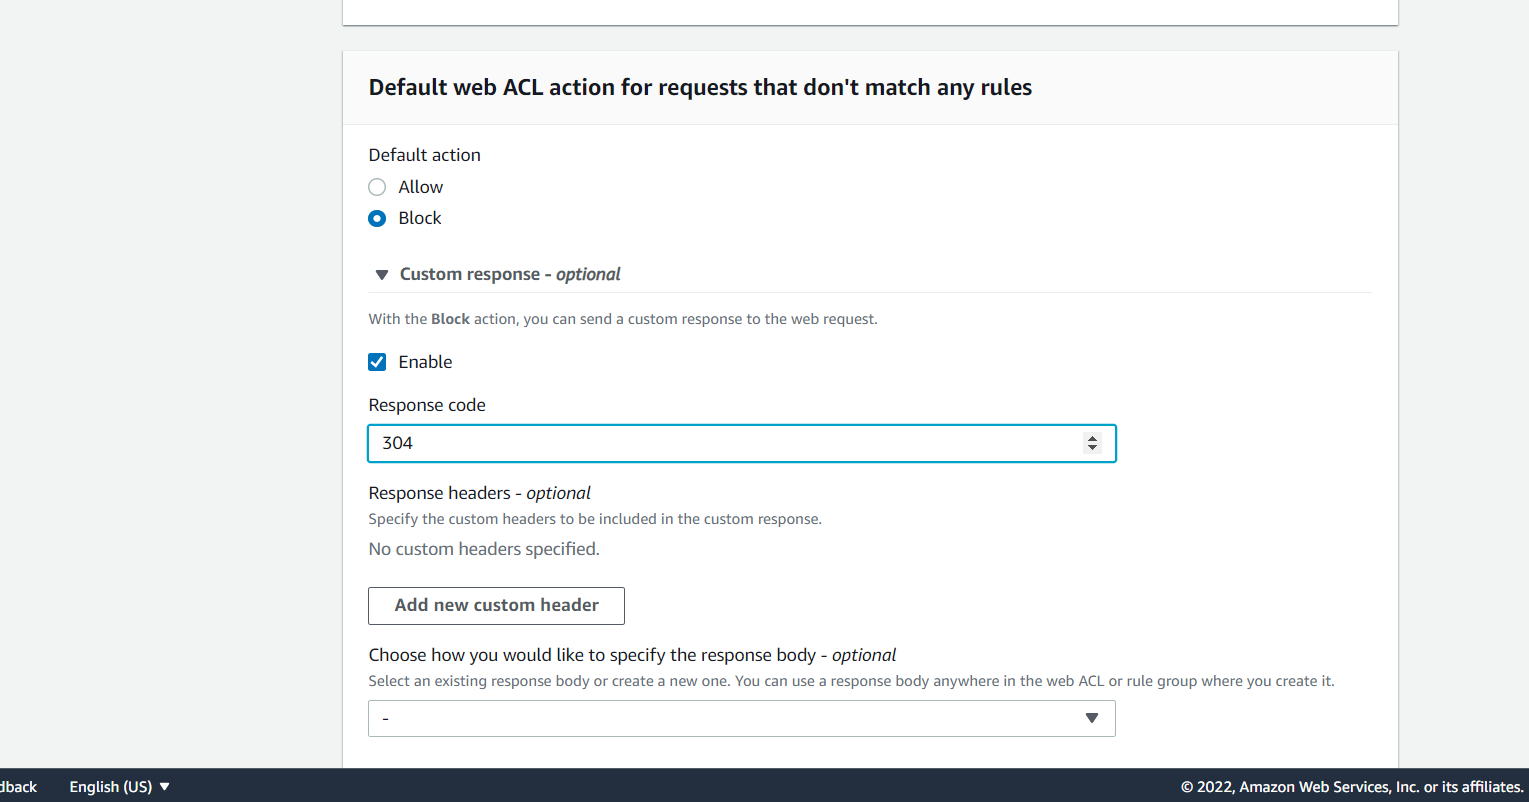 Default web ACL action for requests that don't match any rules
Default action
Allow
Block
Custom response - optional
With the Block action, you can send a custom response to the web request.
Enable
Response code
304
Response headers - optional
Specify the custom headers to be included in the custom response.
No custom headers specified.
Add new custom header
Choose how you would like to specify the response body - optional
Select an existing response body or create a new one. You can use a response body anywhere in the web ACL or rule group where you create it.
-
dback English (US) © 2022, Amazon Web Services, Inc. or its affiliates.